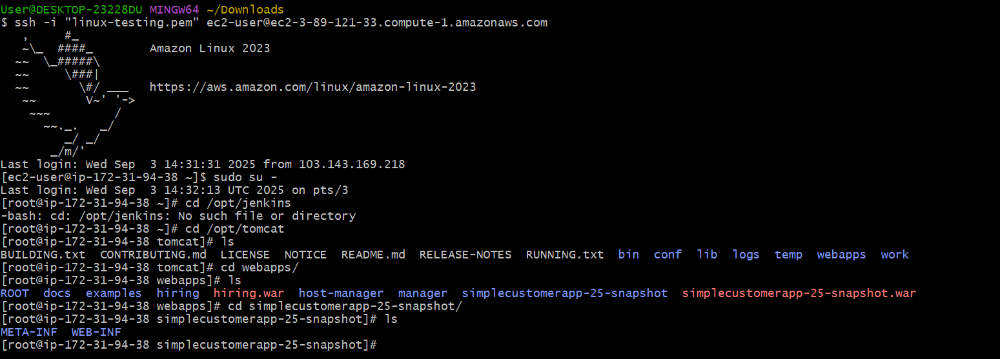 User@DESKTOP-23228DU MINGW64 ~/Downloads
$ ssh -i "linux-testing.pem" ec2-user@ec2-3-89-121-33.compute-1.amazonaws.com
   ,     #_
   ~\_  ####_        Amazon Linux 2023
  ~~  \_#####\
  ~~     \###|
  ~~       \#/ ___   https://aws.amazon.com/linux/amazon-linux-2023
   ~~       V~' '->
    ~~~         /
      ~~._.   _/
         _/ _/
       _/m/'
Last login: Wed Sep  3 14:31:31 2025 from 103.143.169.218
[ec2-user@ip-172-31-94-38 ~]$ sudo su -
Last login: Wed Sep  3 14:32:13 UTC 2025 on pts/3
[root@ip-172-31-94-38 ~]# cd /opt/jenkins
-bash: cd: /opt/jenkins: No such file or directory
[root@ip-172-31-94-38 ~]# cd /opt/tomcat
[root@ip-172-31-94-38 tomcat]# ls
BUILDING.txt  CONTRIBUTING.md  LICENSE  NOTICE  README.md  RELEASE-NOTES  RUNNING.txt  bin  conf  lib  logs  temp  webapps  work
[root@ip-172-31-94-38 tomcat]# cd webapps/
[root@ip-172-31-94-38 webapps]# ls
ROOT  docs  examples  hiring  hiring.war  host-manager  manager  simplecustomerapp-25-snapshot  simplecustomerapp-25-snapshot.war
[root@ip-172-31-94-38 webapps]# cd simplecustomerapp-25-snapshot/
[root@ip-172-31-94-38 simplecustomerapp-25-snapshot]# ls
META-INF  WEB-INF
[root@ip-172-31-94-38 simplecustomerapp-25-snapshot]#